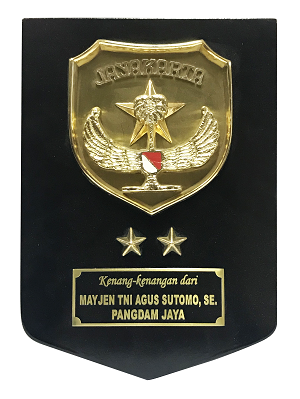 JAYAKARTA
Kenang-kenangan dari
MAYJEN TNI AGUS SUTOMO, SE.
PANGDAM JAYA